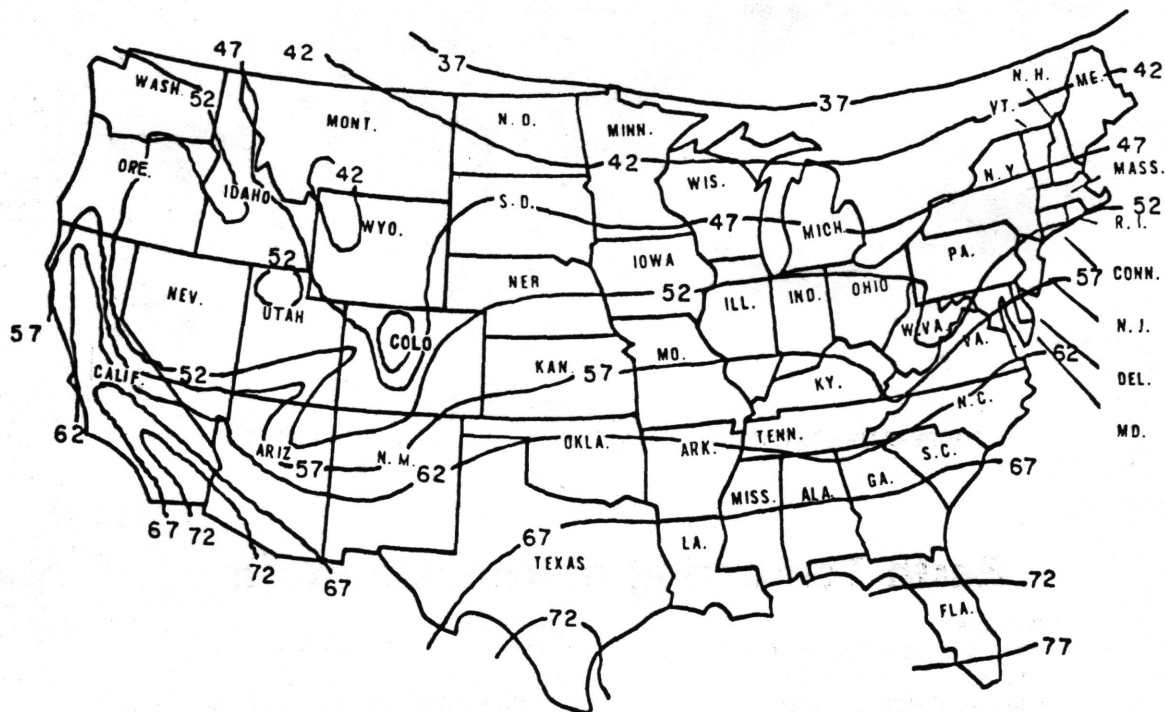 37
47 42
N.H. ME. 42
WASH. 52
37
VT.
MONT. N.D. MINN.
47
ORE. 42 N.Y MASS.
IDAHO 42 WIS.
S.D. 52
WYO. 47 MICH. R.I.
52 IOWA PA. CONN.
NER
NEV. 52 ILL. IND. OHIO 57
UTAH
57 COLO W.VA. VA. N.J.
MO. 62
CALIF. 52 KAN. 57 KY. DEL.
N.C.
62 ARIZ 57 N.M. 62 OKLA. ARK. TENN. MD.
S.C.
67
67 72 MISS. ALA. GA.
67 LA.
72 67 TEXAS
72 72
FLA.
77